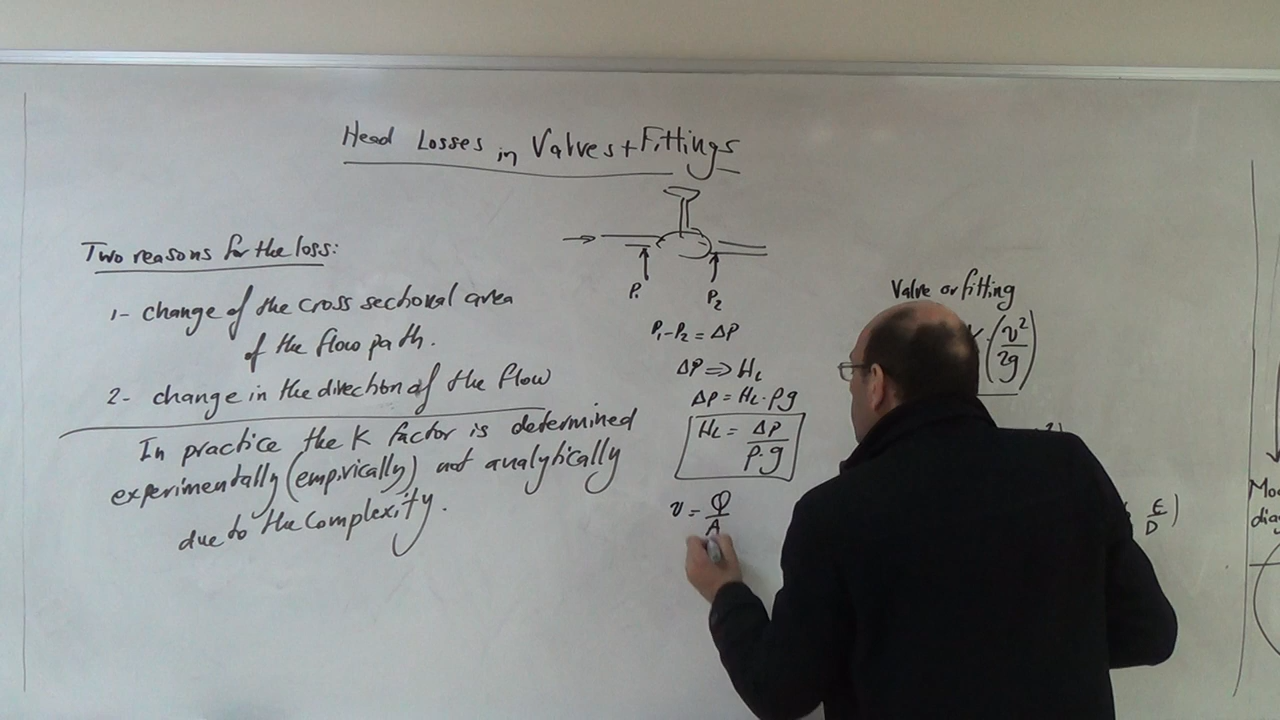 Head Losses in Valves + Fittings
Two reasons for the loss:
1- change of the cross sectional area
of the flow path.
2- change in the direction of the flow
In practice the K factor is determined
experimentally (empirically) not analytically
due to the complexity.
P₁ P₂
P₁-P₂ = ΔP
ΔP ⇒ HL
ΔP = HL · ρg
HL = ΔP / ρ·g
v = Q / A
Valve or fitting
(v² / 2g)
ε / D )